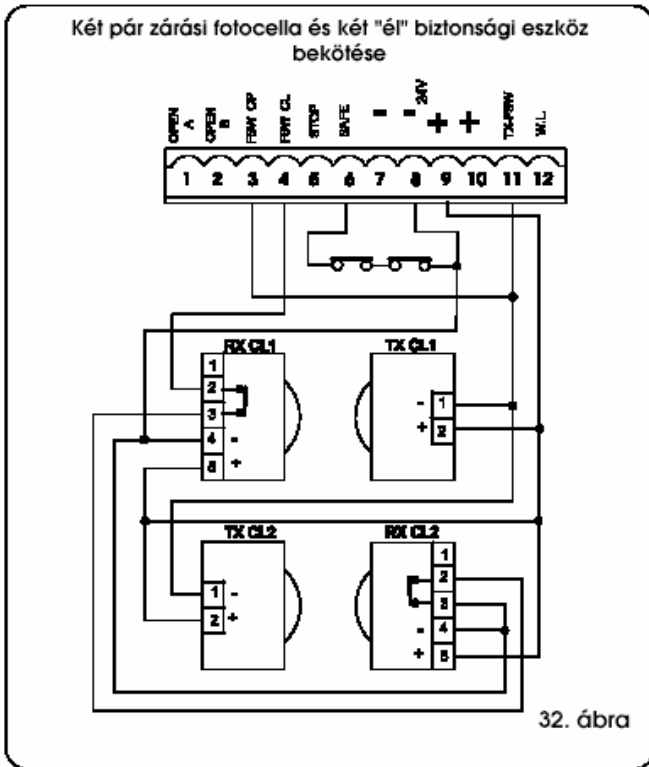 Két pár zárási fotocella és két "él" biztonsági eszköz
bekötése
OPEN A
OPEN B
FSW OP
FSW CL
STOP
SAFE
-
- 24V
+
+
TX-FSW
W.L.
1 2 3 4 5 6 7 8 9 10 11 12
RX CL1
1
2
3
4 -
5 +
TX CL1
- 1
+ 2
TX CL2
1 -
2 +
RX CL2
1
2
3
- 4
+ 5
32. ábra